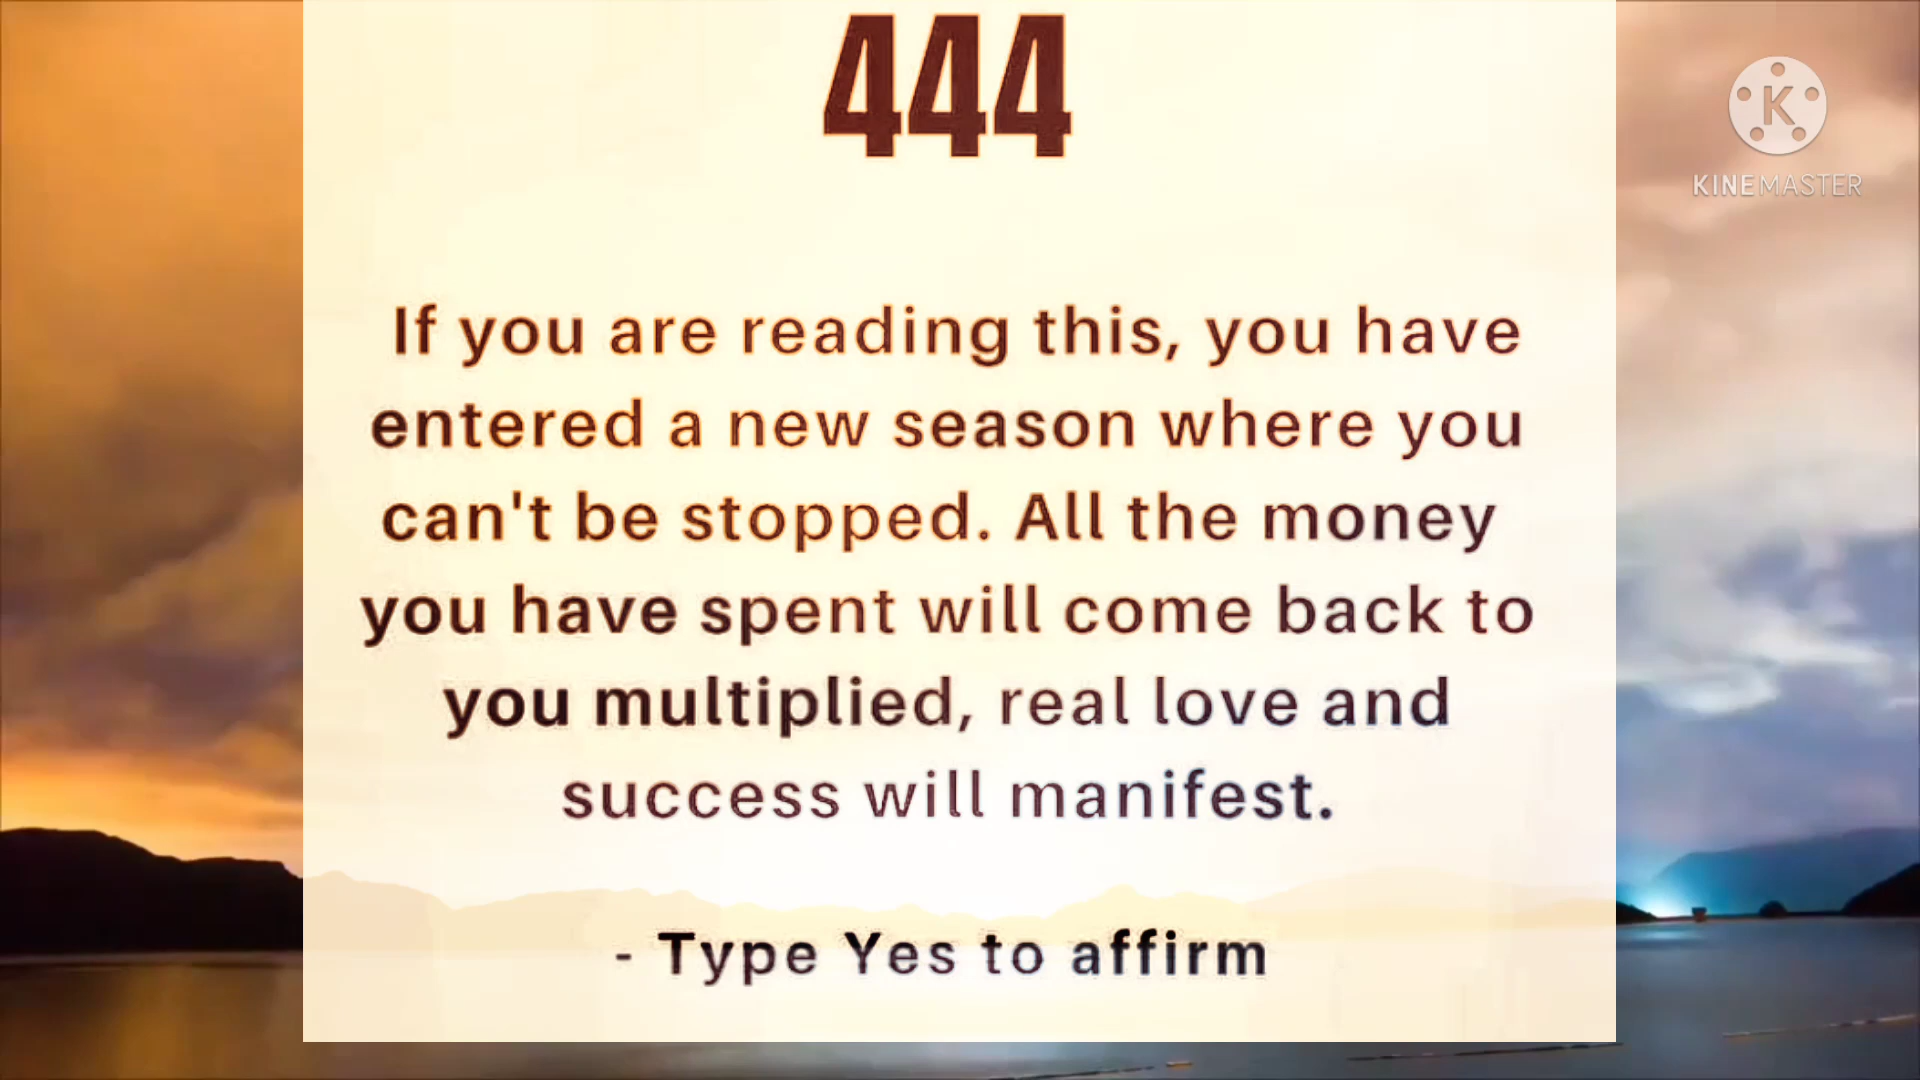 444
K
KINEMASTER
If you are reading this, you have
entered a new season where you
can't be stopped. All the money
you have spent will come back to
you multiplied, real love and
success will manifest.
- Type Yes to affirm